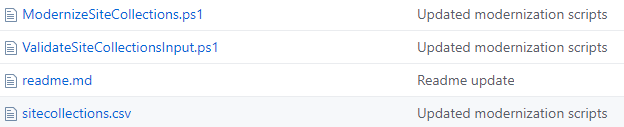 ModernizeSiteCollections.ps1 Updated modernization scripts
ValidateSiteCollectionsInput.ps1 Updated modernization scripts
readme.md Readme update
sitecollections.csv Updated modernization scripts